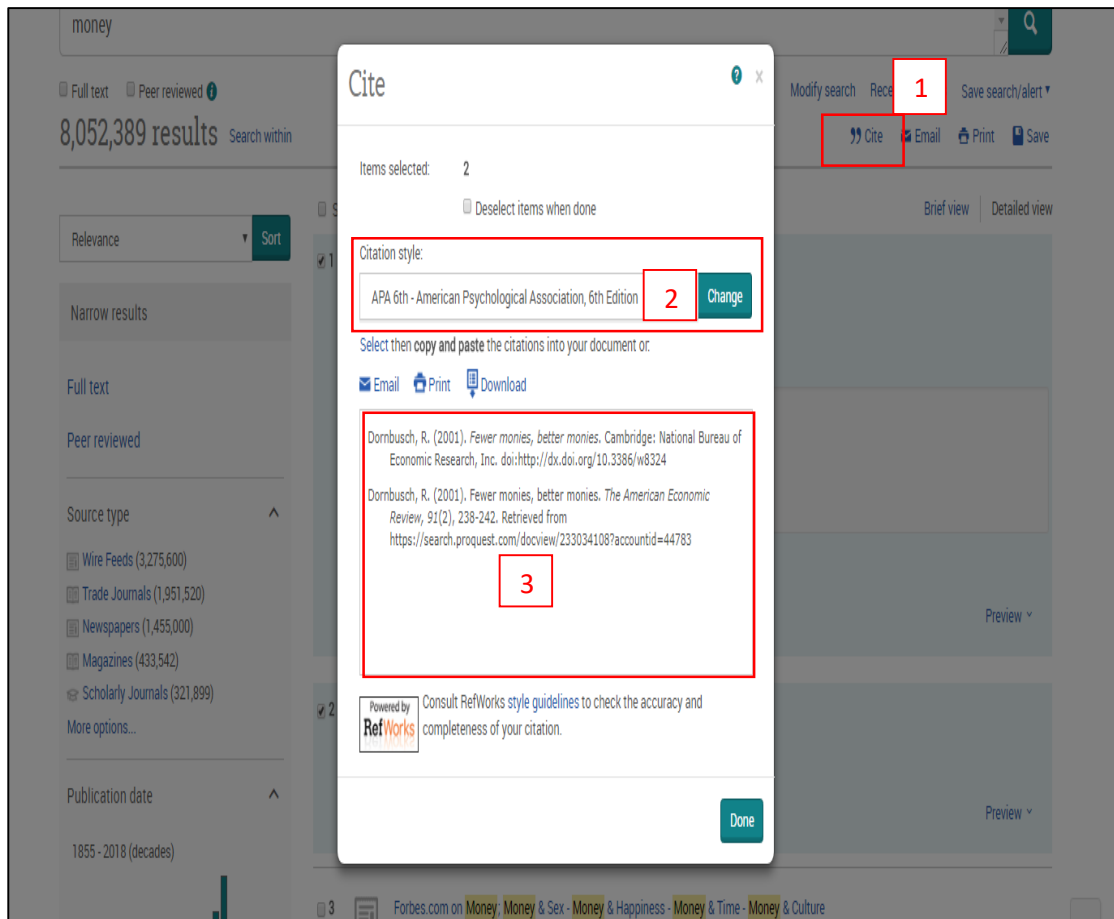 money
Full text Peer reviewed
8,052,389 results Search within
Modify search Rece Save search/alert
1
Cite Email Print Save
Brief view Detailed view
Relevance Sort
Narrow results
Full text
Peer reviewed
Source type
Wire Feeds (3,275,600)
Trade Journals (1,951,520)
Newspapers (1,455,000)
Magazines (433,542)
Scholarly Journals (321,899)
More options...
Publication date
1855 - 2018 (decades)
S
1
Preview
2
Preview
3 Forbes.com on Money; Money & Sex - Money & Happiness - Money & Time - Money & Culture
Cite ? x
Items selected: 2
Deselect items when done
Citation style:
APA 6th - American Psychological Association, 6th Edition 2 Change
Select then copy and paste the citations into your document or:
Email Print Download
Dornbusch, R. (2001). Fewer monies, better monies. Cambridge: National Bureau of
Economic Research, Inc. doi:http://dx.doi.org/10.3386/w8324
Dornbusch, R. (2001). Fewer monies, better monies. The American Economic
Review, 91(2), 238-242. Retrieved from
https://search.proquest.com/docview/233034108?accountid=44783
3
Powered by
RefWorks
Consult RefWorks style guidelines to check the accuracy and
completeness of your citation.
Done